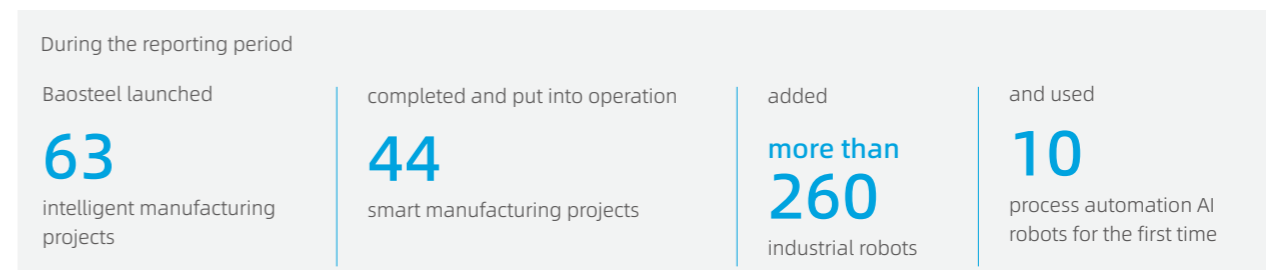 During the reporting period
Baosteel launched
63
intelligent manufacturing
projects
completed and put into operation
44
smart manufacturing projects
added
more than
260
industrial robots
and used
10
process automation AI
robots for the first time